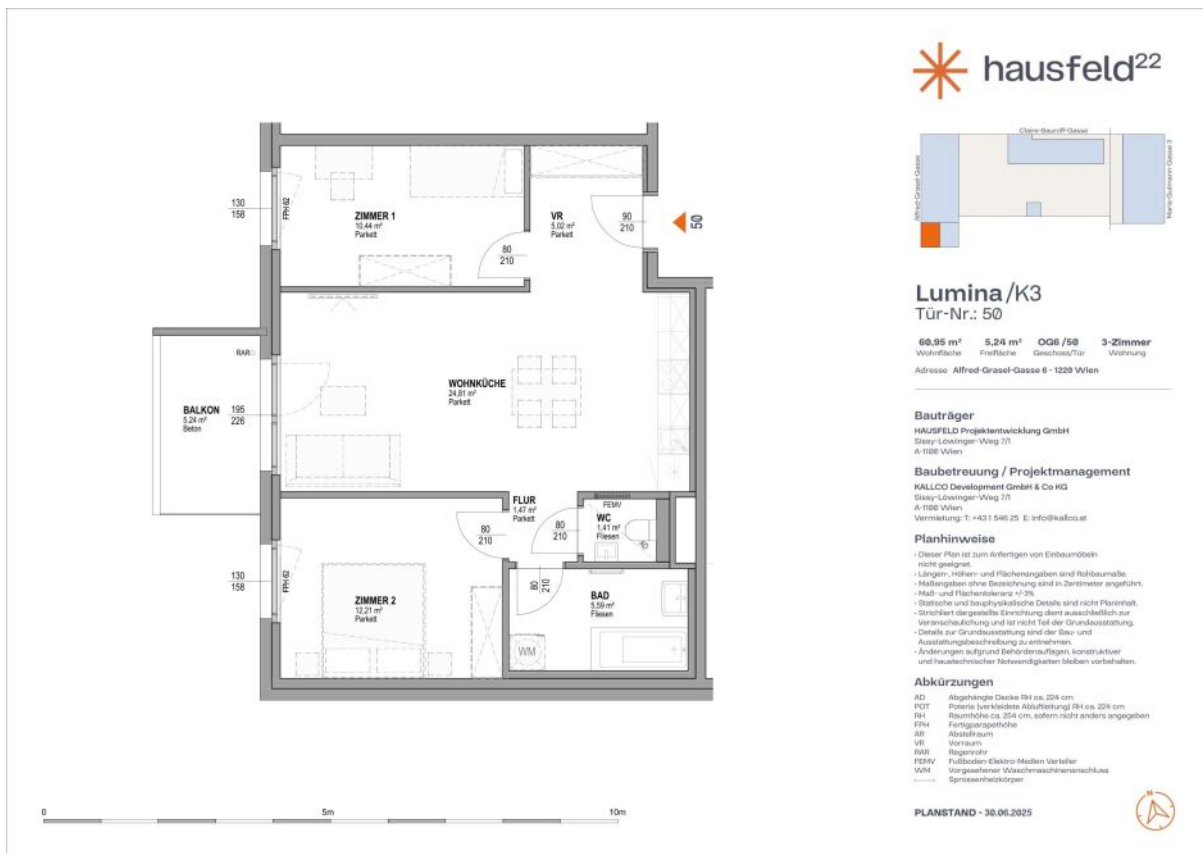 hausfeld22
Claire-Bauroff-Gasse
Alfred-Grasel-Gasse
Maria-Gutmann-Gasse 3
Lumina/K3
Tür-Nr.: 50
60,95 m² 5,24 m² OG6 /50 3-Zimmer
Wohnfläche Freifläche Geschoss/Tür Wohnung
Adresse Alfred-Grasel-Gasse 6 - 1220 Wien
Bauträger
HAUSFELD Projektentwicklung GmbH
Sissy-Löwinger-Weg 7/1
A-1100 Wien
Baubetreuung / Projektmanagement
KALLCO Development GmbH & Co KG
Sissy-Löwinger-Weg 7/1
A-1100 Wien
Vermietung: T: +43 1 546 25 E: info@kallco.at
Planhinweise
- Dieser Plan ist zum Anfertigen von Einbaumöbeln
nicht geeignet.
- Längen-, Höhen- und Flächenangaben sind Rohbaumaße.
- Maßangaben ohne Bezeichnung sind in Zentimeter angeführt.
- Maß- und Flächentoleranz +/-3%
- Statische und bauphysikalische Details sind nicht Planinhalt.
- Strichliert dargestellte Einrichtung dient ausschließlich zur
Veranschaulichung und ist nicht Teil der Grundausstattung.
- Details zur Grundausstattung sind der Bau- und
Ausstattungsbeschreibung zu entnehmen.
- Änderungen aufgrund Behördenauflagen, konstruktiver
und haustechnischer Notwendigkeiten bleiben vorbehalten.
Abkürzungen
AD Abgehängte Decke RH ca. 224 cm
POT Poterie (verkleidete Abluftleitung) RH ca. 224 cm
RH Raumhöhe ca. 254 cm, sofern nicht anders angegeben
FPH Fertigparapethöhe
AR Abstellraum
VR Vorraum
RAR Regenrohr
FEMV Fußboden-Elektro-Medien Verteiler
WM Vorgesehener Waschmaschinenanschluss
Sprossenheizkörper
PLANSTAND - 30.06.2025
N
130
158
FPH 62
ZIMMER 1
10,44 m²
Parkett
80
210
VR
5,02 m²
Parkett
90
210
50
RAR
BALKON
5,24 m²
Beton
195
226
WOHNKÜCHE
24,81 m²
Parkett
FLUR
1,47 m²
Parkett
80
210
80
210
FEMV
WC
1,41 m²
Fliesen
AD
130
158
FPH 62
ZIMMER 2
12,21 m²
Parkett
80
210
BAD
5,59 m²
Fliesen
WM
0 5m 10m